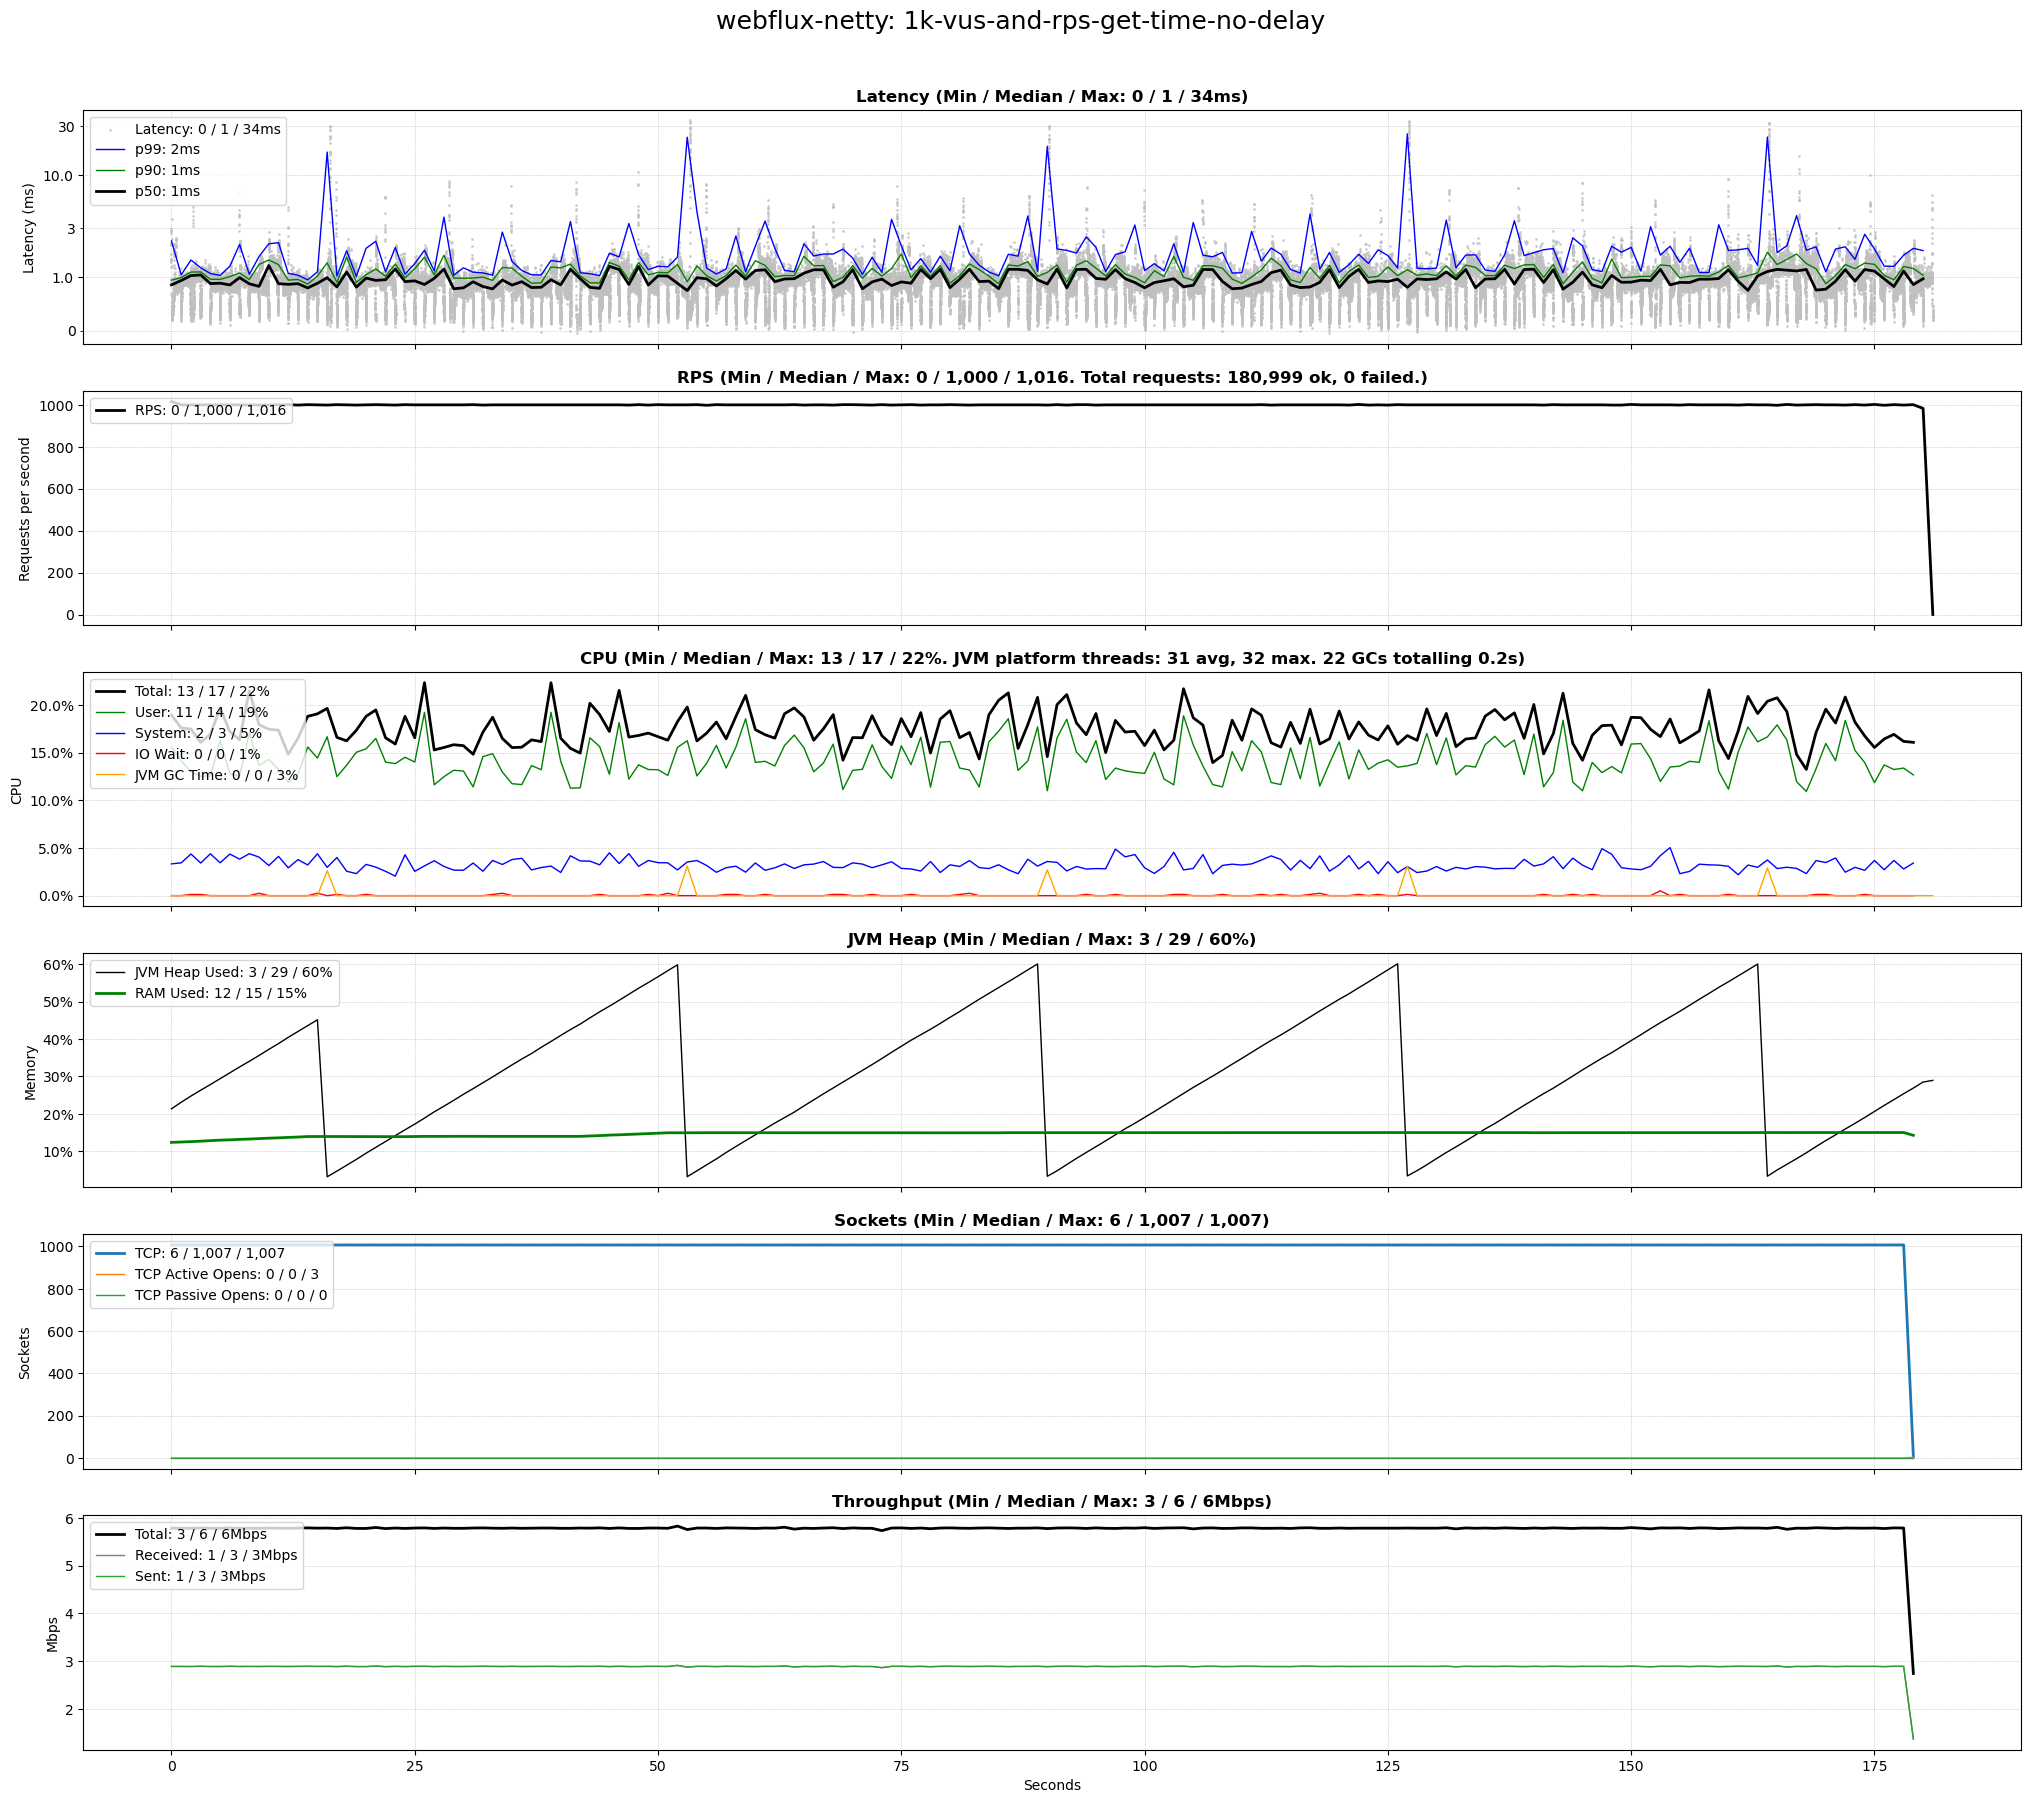 webflux-netty: 1k-vus-and-rps-get-time-no-delay
Latency (Min / Median / Max: 0 / 1 / 34ms)
Latency (ms)
30
10.0
3
1.0
0
Latency: 0 / 1 / 34ms
p99: 2ms
p90: 1ms
p50: 1ms
RPS (Min / Median / Max: 0 / 1,000 / 1,016. Total requests: 180,999 ok, 0 failed.)
Requests per second
1000
800
600
400
200
0
RPS: 0 / 1,000 / 1,016
CPU (Min / Median / Max: 13 / 17 / 22%. JVM platform threads: 31 avg, 32 max. 22 GCs totalling 0.2s)
CPU
20.0%
15.0%
10.0%
5.0%
0.0%
Total: 13 / 17 / 22%
User: 11 / 14 / 19%
System: 2 / 3 / 5%
IO Wait: 0 / 0 / 1%
JVM GC Time: 0 / 0 / 3%
JVM Heap (Min / Median / Max: 3 / 29 / 60%)
Memory
60%
50%
40%
30%
20%
10%
JVM Heap Used: 3 / 29 / 60%
RAM Used: 12 / 15 / 15%
Sockets (Min / Median / Max: 6 / 1,007 / 1,007)
Sockets
1000
800
600
400
200
0
TCP: 6 / 1,007 / 1,007
TCP Active Opens: 0 / 0 / 3
TCP Passive Opens: 0 / 0 / 0
Throughput (Min / Median / Max: 3 / 6 / 6Mbps)
Mbps
6
5
4
3
2
Total: 3 / 6 / 6Mbps
Received: 1 / 3 / 3Mbps
Sent: 1 / 3 / 3Mbps
0 25 50 75 100 125 150 175
Seconds